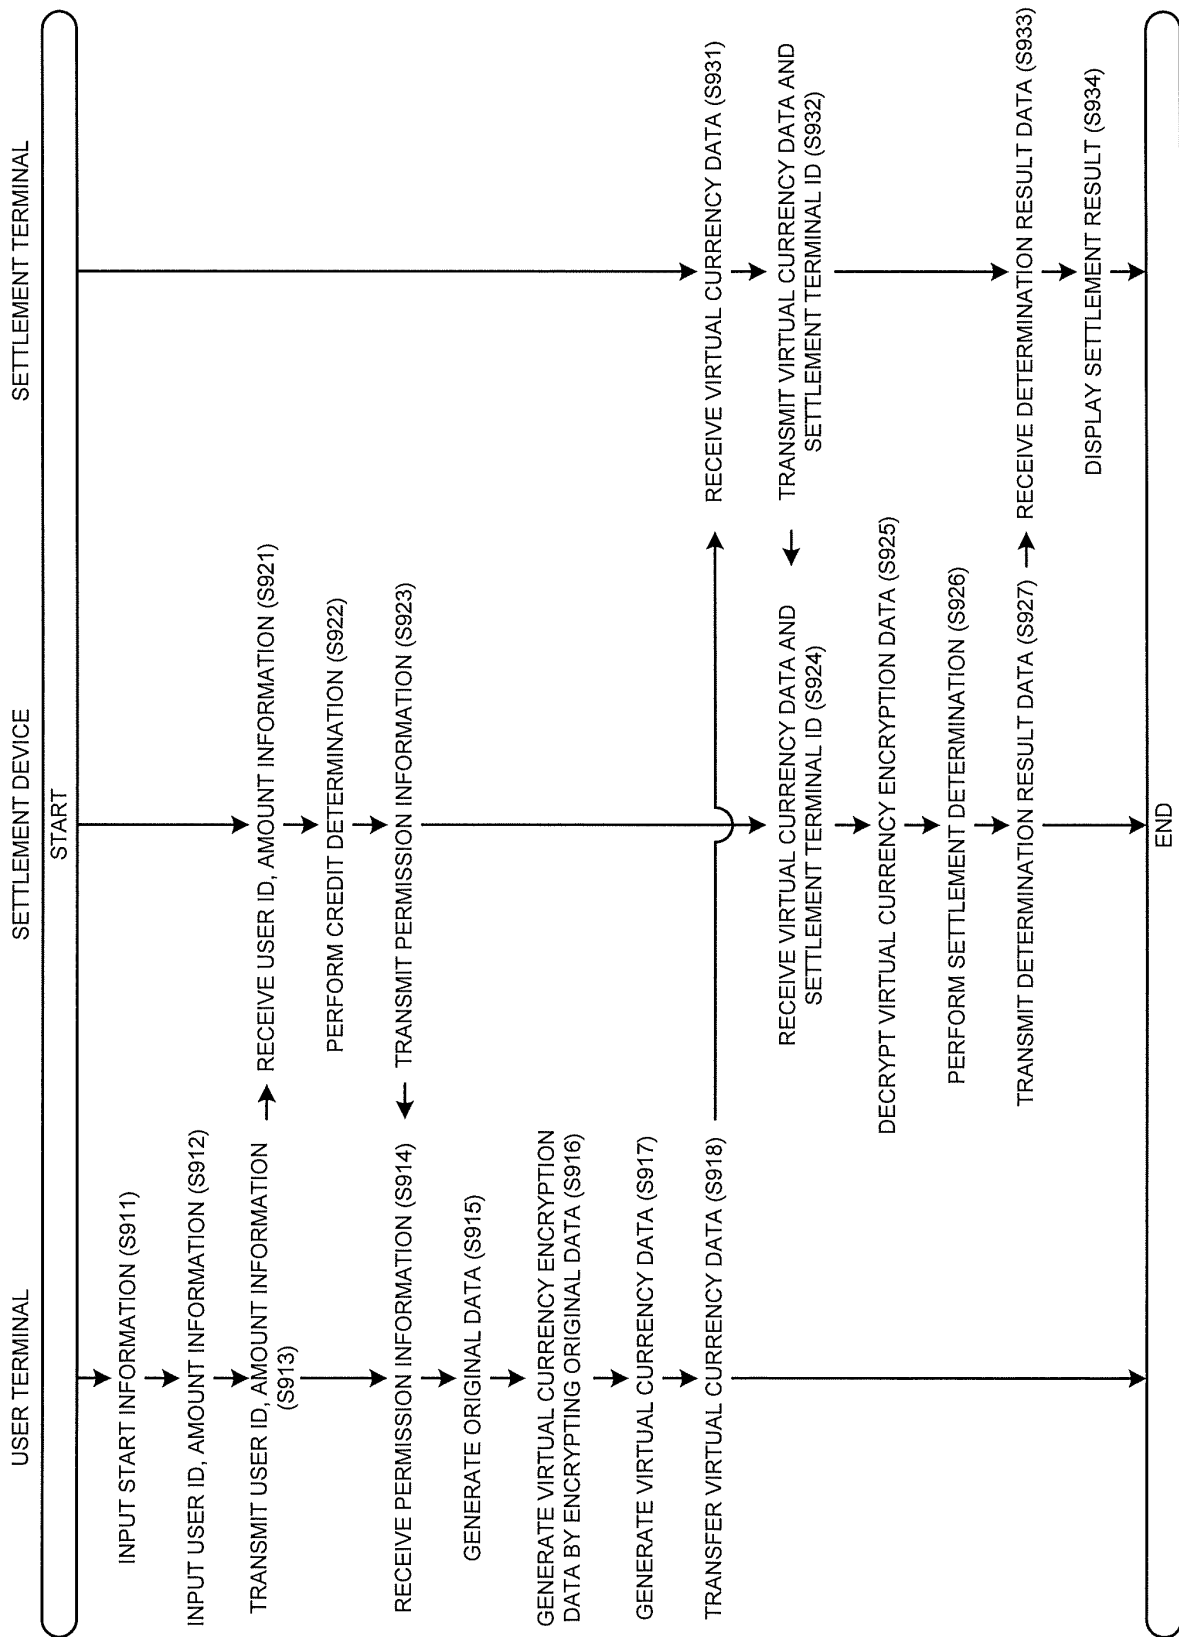 USER TERMINAL
SETTLEMENT DEVICE
SETTLEMENT TERMINAL
START
INPUT START INFORMATION (S911)
INPUT USER ID, AMOUNT INFORMATION (S912)
TRANSMIT USER ID, AMOUNT INFORMATION
(S913)
RECEIVE USER ID, AMOUNT INFORMATION (S921)
PERFORM CREDIT DETERMINATION (S922)
TRANSMIT PERMISSION INFORMATION (S923)
RECEIVE PERMISSION INFORMATION (S914)
GENERATE ORIGINAL DATA (S915)
GENERATE VIRTUAL CURRENCY ENCRYPTION
DATA BY ENCRYPTING ORIGINAL DATA (S916)
GENERATE VIRTUAL CURRENCY DATA (S917)
TRANSFER VIRTUAL CURRENCY DATA (S918)
RECEIVE VIRTUAL CURRENCY DATA (S931)
TRANSMIT VIRTUAL CURRENCY DATA AND
SETTLEMENT TERMINAL ID (S932)
RECEIVE VIRTUAL CURRENCY DATA AND
SETTLEMENT TERMINAL ID (S924)
DECRYPT VIRTUAL CURRENCY ENCRYPTION DATA (S925)
PERFORM SETTLEMENT DETERMINATION (S926)
TRANSMIT DETERMINATION RESULT DATA (S927)
RECEIVE DETERMINATION RESULT DATA (S933)
DISPLAY SETTLEMENT RESULT (S934)
END